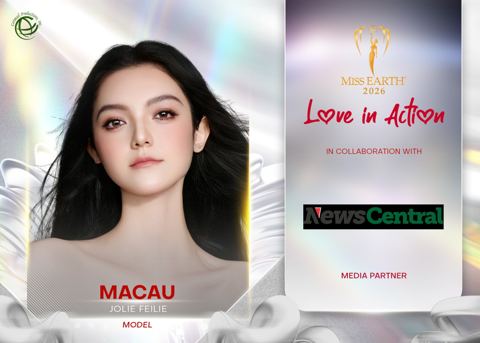 MACAU
JOLIE FEILIE
MODEL
MISS EARTH
2026
Love in Action
IN COLLABORATION WITH
NewsCentral
MEDIA PARTNER